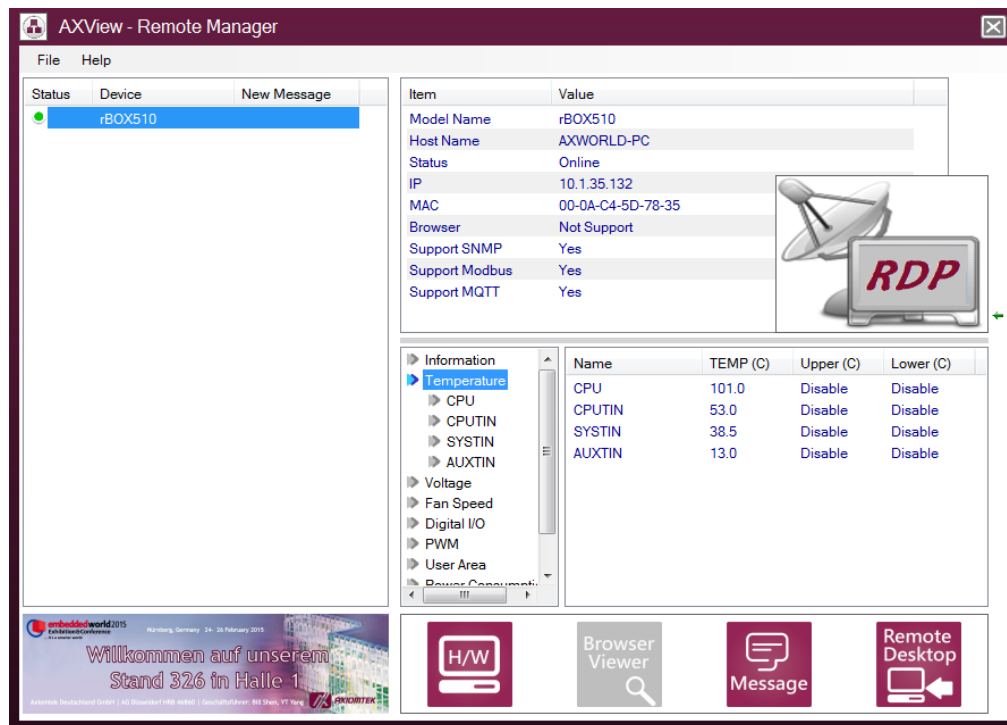 AXView - Remote Manager
File Help
Status Device New Message
rBOX510
Item Value
Model Name rBOX510
Host Name AXWORLD-PC
Status Online
IP 10.1.35.132
MAC 00-0A-C4-5D-78-35
Browser Not Support
Support SNMP Yes
Support Modbus Yes
Support MQTT Yes
RDP
Information
Temperature
CPU
CPUTIN
SYSTIN
AUXTIN
Voltage
Fan Speed
Digital I/O
PWM
User Area
Power Consumpti
Name TEMP (C) Upper (C) Lower (C)
CPU 101.0 Disable Disable
CPUTIN 53.0 Disable Disable
SYSTIN 38.5 Disable Disable
AUXTIN 13.0 Disable Disable
embeddedworld2015
Exhibition&Conference
Nürnberg, Germany 24- 26 February 2015
Willkommen auf unserem
Stand 326 in Halle 1
AXIOMTEK
H/W
Browser
Viewer
Message
Remote
Desktop